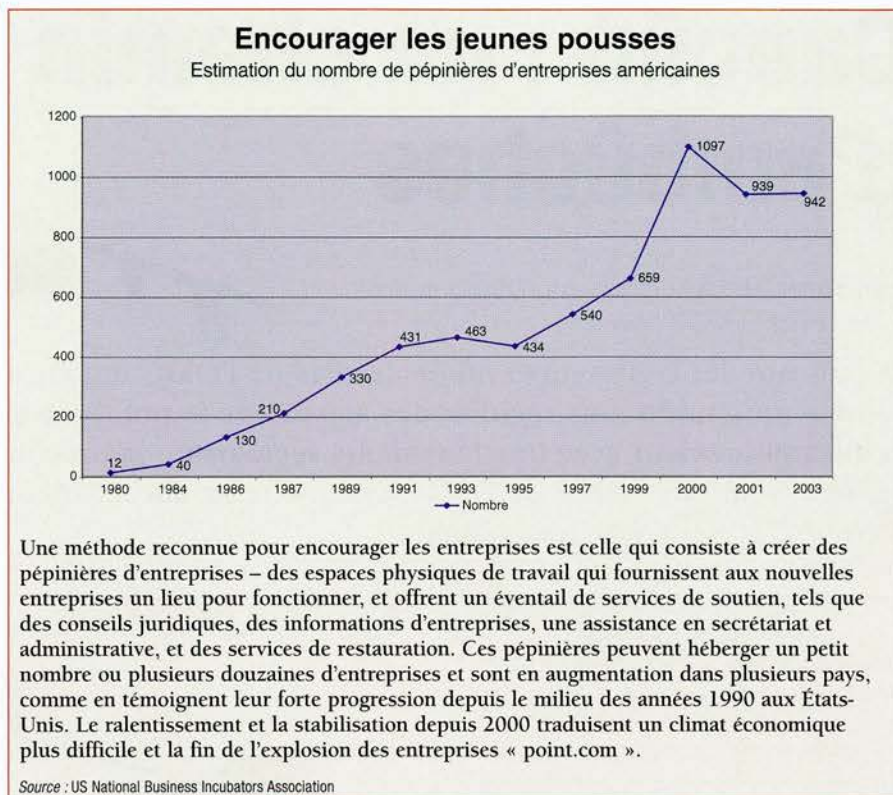 Encourager les jeunes pousses
Estimation du nombre de pépinières d'entreprises américaines
1200
1000
800
600
400
200
0
12
40
130
210
330
431
463
434
540
659
1097
939
942
1980
1984
1986
1987
1989
1991
1993
1995
1997
1999
2000
2001
2003
Nombre
Une méthode reconnue pour encourager les entreprises est celle qui consiste à créer des
pépinières d'entreprises – des espaces physiques de travail qui fournissent aux nouvelles
entreprises un lieu pour fonctionner, et offrent un éventail de services de soutien, tels que
des conseils juridiques, des informations d'entreprises, une assistance en secrétariat et
administrative, et des services de restauration. Ces pépinières peuvent héberger un petit
nombre ou plusieurs douzaines d'entreprises et sont en augmentation dans plusieurs pays,
comme en témoignent leur forte progression depuis le milieu des années 1990 aux États-
Unis. Le ralentissement et la stabilisation depuis 2000 traduisent un climat économique
plus difficile et la fin de l'explosion des entreprises « point.com ».
Source : US National Business Incubators Association